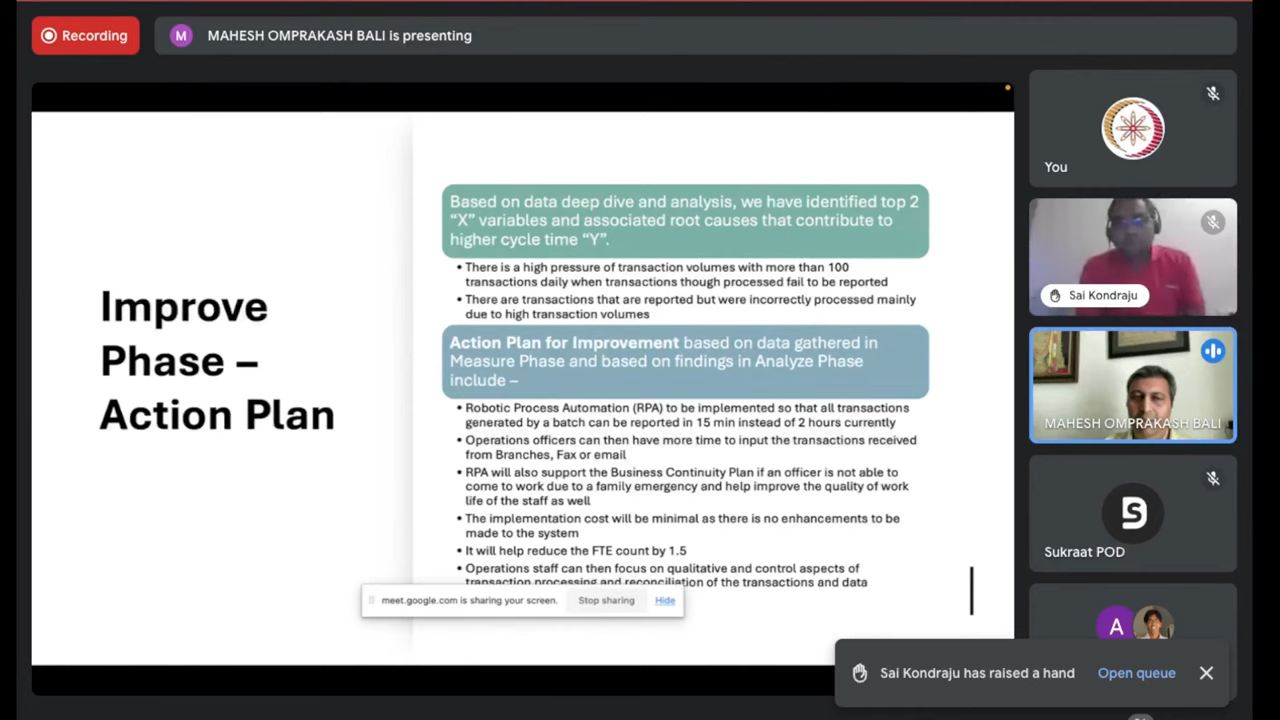 Recording
M
MAHESH OMPRAKASH BALI is presenting
Improve
Phase –
Action Plan
Based on data deep dive and analysis, we have identified top 2
“X” variables and associated root causes that contribute to
higher cycle time “Y”.
• There is a high pressure of transaction volumes with more than 100
transactions daily when transactions though processed fail to be reported
• There are transactions that are reported but were incorrectly processed mainly
due to high transaction volumes
Action Plan for Improvement based on data gathered in
Measure Phase and based on findings in Analyze Phase
include –
• Robotic Process Automation (RPA) to be implemented so that all transactions
generated by a batch can be reported in 15 min instead of 2 hours currently
• Operations officers can then have more time to input the transactions received
from Branches, Fax or email
• RPA will also support the Business Continuity Plan if an officer is not able to
come to work due to a family emergency and help improve the quality of work
life of the staff as well
• The implementation cost will be minimal as there is no enhancements to be
made to the system
• It will help reduce the FTE count by 1.5
• Operations staff can then focus on qualitative and control aspects of
transaction processing and reconciliation of the transactions and data
meet.google.com is sharing your screen.
Stop sharing
Hide
You
Sai Kondraju
MAHESH OMPRAKASH BALI
S
Sukraat POD
A
Sai Kondraju has raised a hand
Open queue